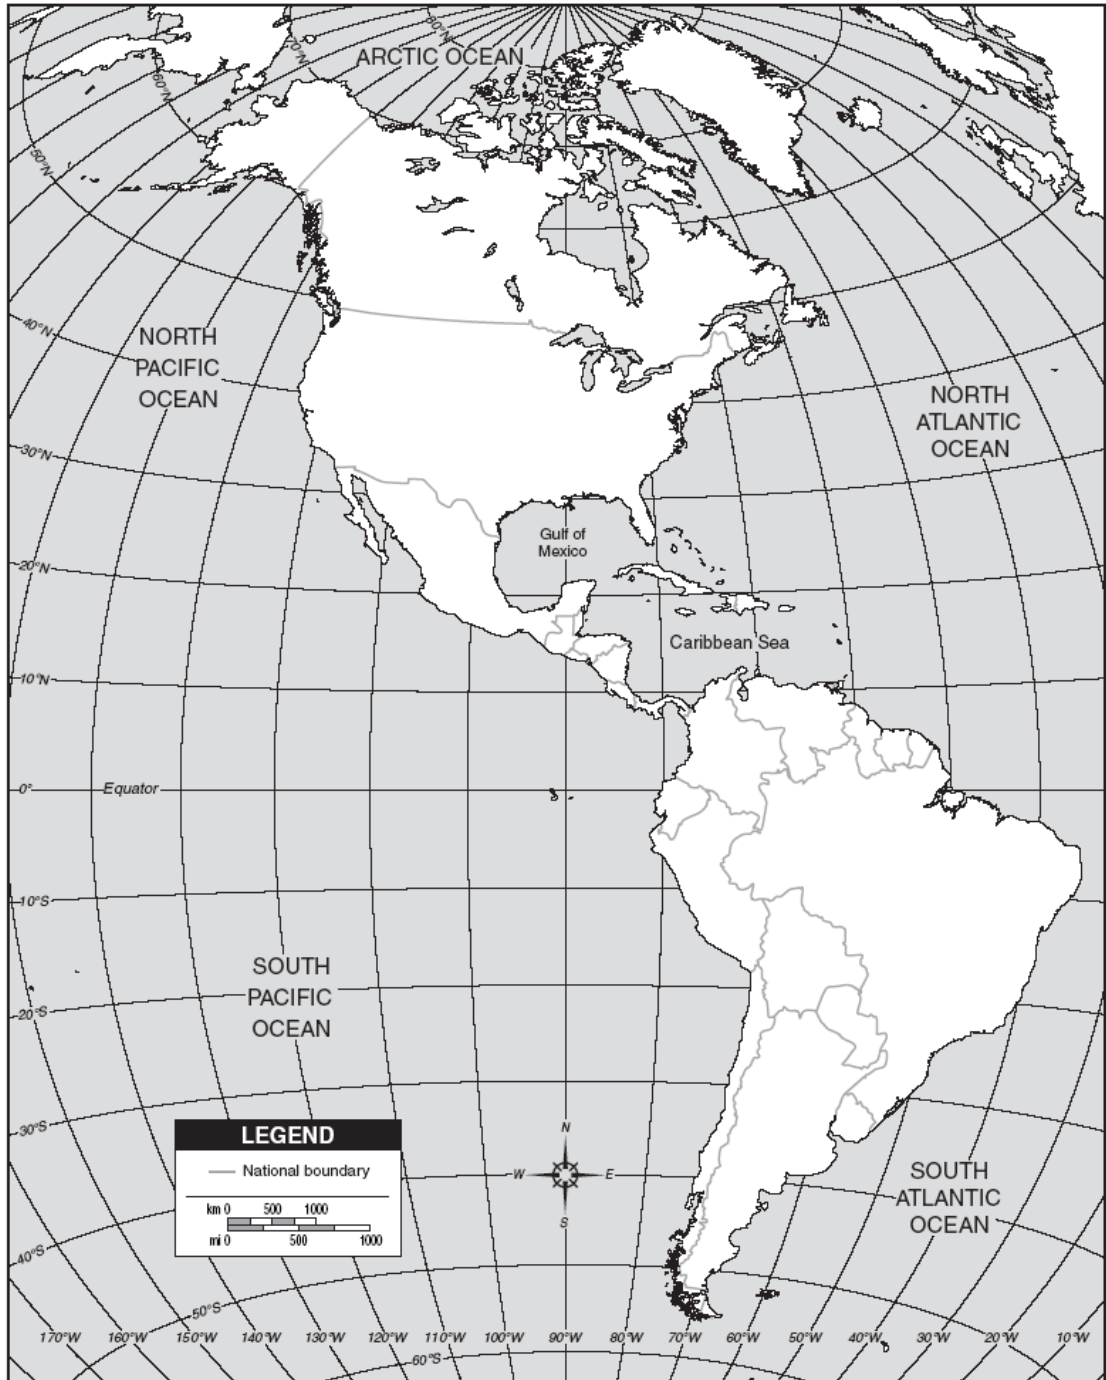 80°N
70°N
60°N
50°N
ARCTIC OCEAN
40°N
NORTH
PACIFIC
OCEAN
NORTH
ATLANTIC
OCEAN
30°N
Gulf of
Mexico
20°N
Caribbean Sea
10°N
0°
Equator
10°S
SOUTH
PACIFIC
OCEAN
20°S
30°S
LEGEND
National boundary
km 0 500 1000
mi 0 500 1000
N
W E
S
SOUTH
ATLANTIC
OCEAN
40°S
50°S
170°W 160°W 150°W 140°W 130°W 120°W 110°W 100°W 90°W 80°W 70°W 60°W 50°W 40°W 30°W 20°W 10°W
60°S